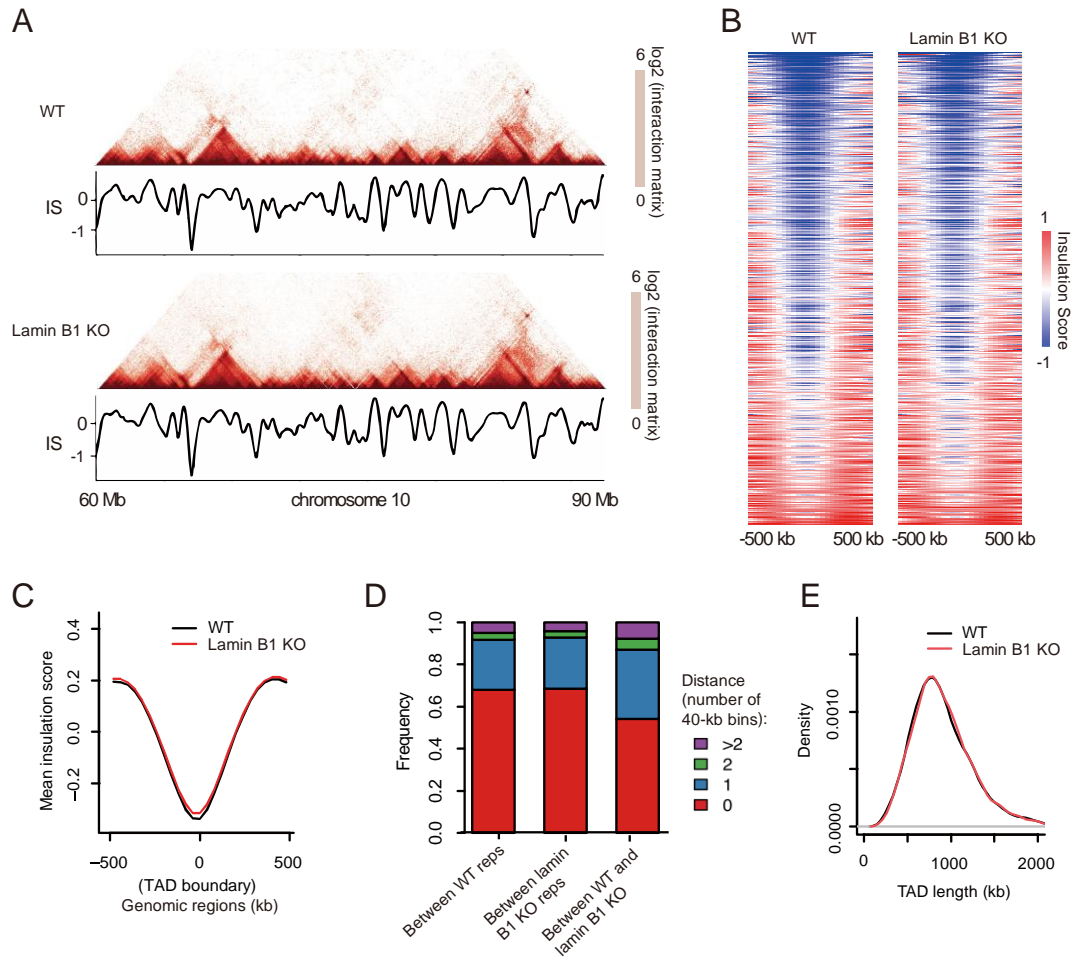 A
WT
6
0
log2 (interaction matrix)
0
-1
IS
Lamin B1 KO
6
0
log2 (interaction matrix)
0
-1
IS
60 Mb
chromosome 10
90 Mb
B
WT
Lamin B1 KO
1
-1
Insulation Score
-500 kb
500 kb
-500 kb
500 kb
C
WT
Lamin B1 KO
Mean insulation score
0.4
0.2
0.0
−0.2
−500
0
500
(TAD boundary)
Genomic regions (kb)
D
Frequency
1.0
0.8
0.6
0.4
0.2
0.0
Between WT reps
Between lamin
B1 KO reps
Between WT and
lamin B1 KO
Distance
(number of
40-kb bins):
>2
2
1
0
E
WT
Lamin B1 KO
Density
0.0010
0.0000
0
500
1000
2000
TAD length (kb)